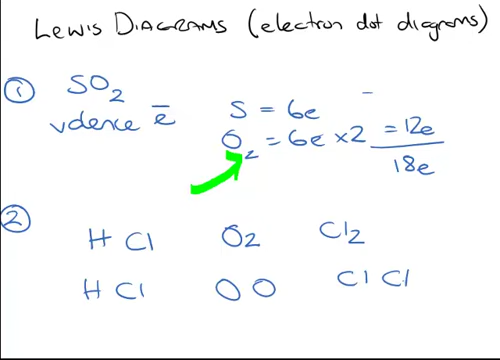 LEWIS DIAGRAMS (electron dot diagrams)
① SO₂
vdence e̅
S = 6e
O₂ = 6e × 2 = 12e
18e
②
H Cl O₂ Cl₂
H Cl O O Cl Cl